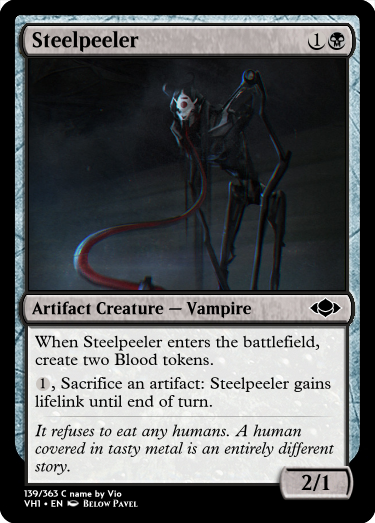 Steelpeeler 1
Artifact Creature — Vampire
When Steelpeeler enters the battlefield,
create two Blood tokens.
1, Sacrifice an artifact: Steelpeeler gains
lifelink until end of turn.
It refuses to eat any humans. A human
covered in tasty metal is an entirely different
story.
2/1
139/363 C name by Vio
VH1 • EN Below Pavel